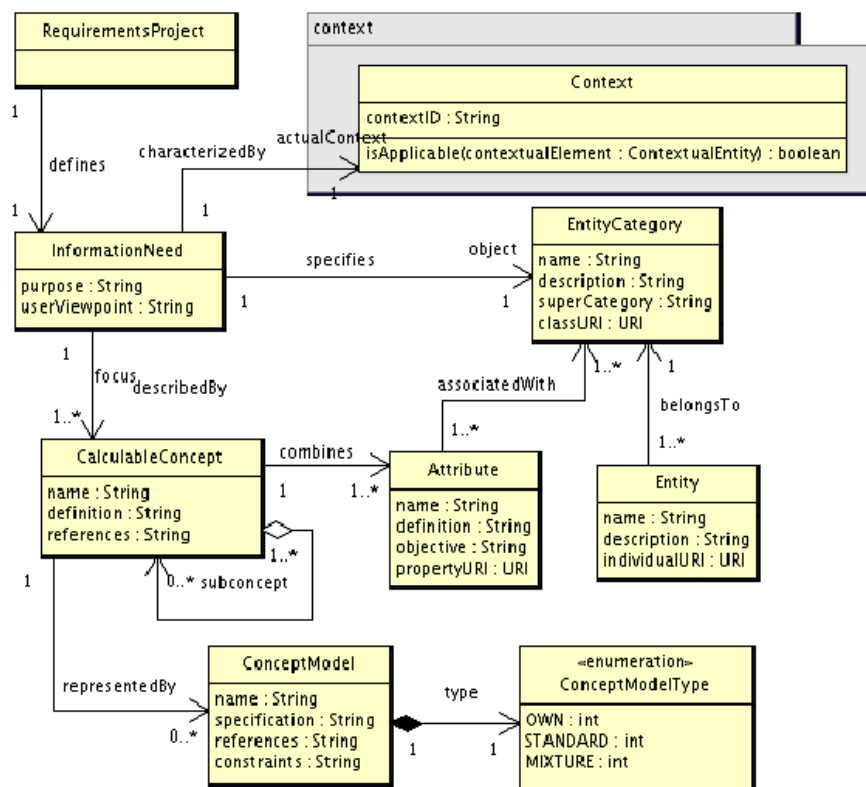 RequirementsProject
context
Context
contextID : String
isApplicable(contextualElement : ContextualEntity) : boolean
1
defines
characterizedBy
actualContext
1
1
1
InformationNeed
purpose : String
userViewpoint : String
specifies
object
1
1
EntityCategory
name : String
description : String
superCategory : String
classURI : URI
1
focus
describedBy
1..*
associatedWith
1..*
1..*
1
belongsTo
1..*
CalculableConcept
name : String
definition : String
references : String
combines
1
1..*
Attribute
name : String
definition : String
objective : String
propertyURI : URI
Entity
name : String
description : String
individualURI : URI
1..*
0..* subconcept
1
representedBy
0..*
ConceptModel
name : String
specification : String
references : String
constraints : String
type
1
1
«enumeration»
ConceptModelType
OWN : int
STANDARD : int
MIXTURE : int